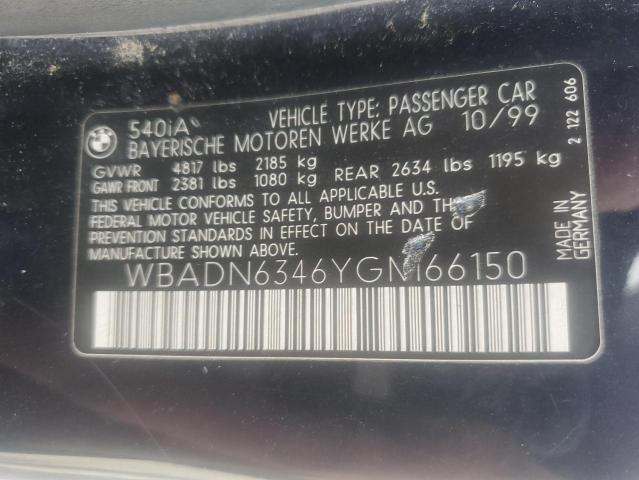 BMW
540iA
VEHICLE TYPE: PASSENGER CAR
BAYERISCHE MOTOREN WERKE AG 10/99
GVWR 4817 lbs 2185 kg
GAWR FRONT 2381 lbs 1080 kg REAR 2634 lbs 1195 kg
THIS VEHICLE CONFORMS TO ALL APPLICABLE U.S.
FEDERAL MOTOR VEHICLE SAFETY, BUMPER AND
PREVENTION STANDARDS IN EFFECT ON THE DATE OF
MANUFACTURE SHOWN ABOVE.
WBADN6346YGM66150
MADE IN
GERMANY
2 122 606